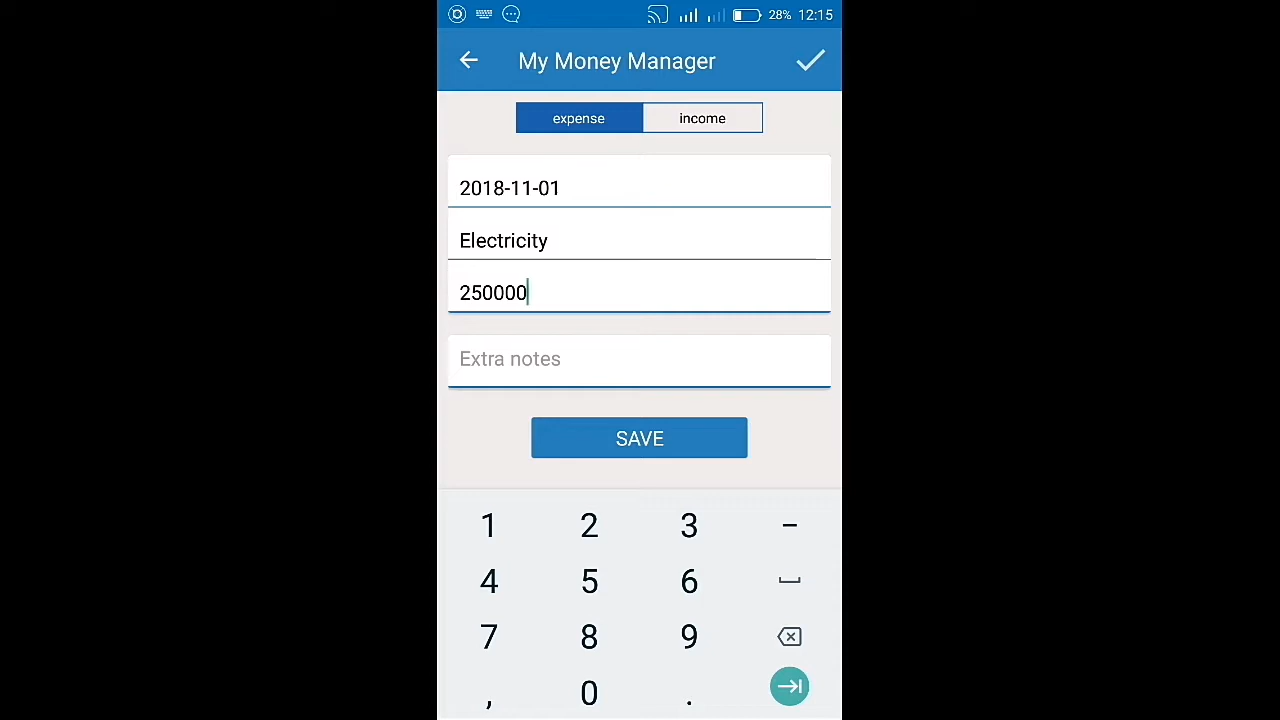 28% 12:15
My Money Manager
expense income
2018-11-01
Electricity
250000
Extra notes
SAVE
1 2 3 -
4 5 6
7 8 9
, 0 .